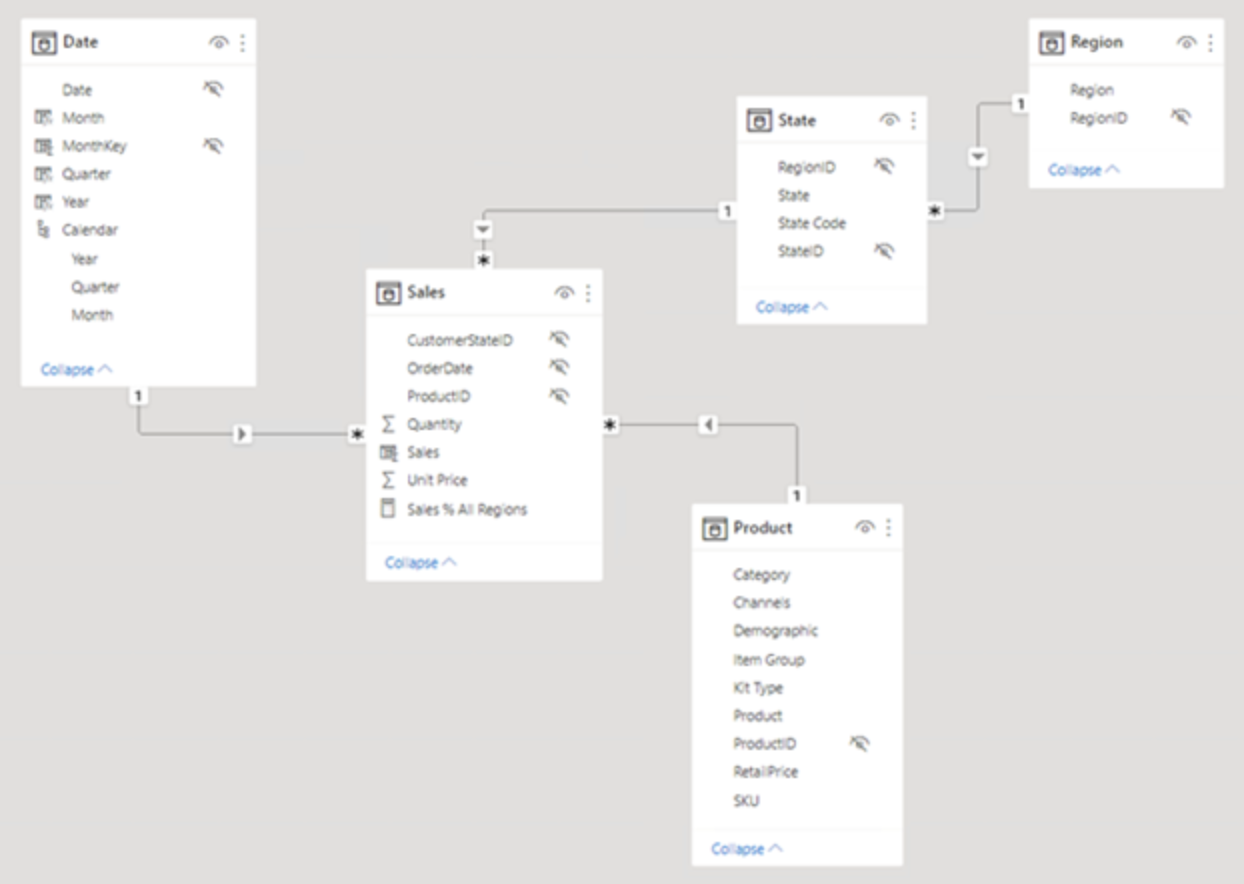 Date
Date
Month
MonthKey
Quarter
Year
Calendar
Year
Quarter
Month
Collapse
1
*
Sales
CustomerStateID
OrderDate
ProductID
Quantity
Sales
Unit Price
Sales % All Regions
Collapse
*
1
State
RegionID
State
State Code
StateID
Collapse
*
1
Region
Region
RegionID
Collapse
*
1
Product
Category
Channels
Demographic
Item Group
Kit Type
Product
ProductID
RetailPrice
SKU
Collapse